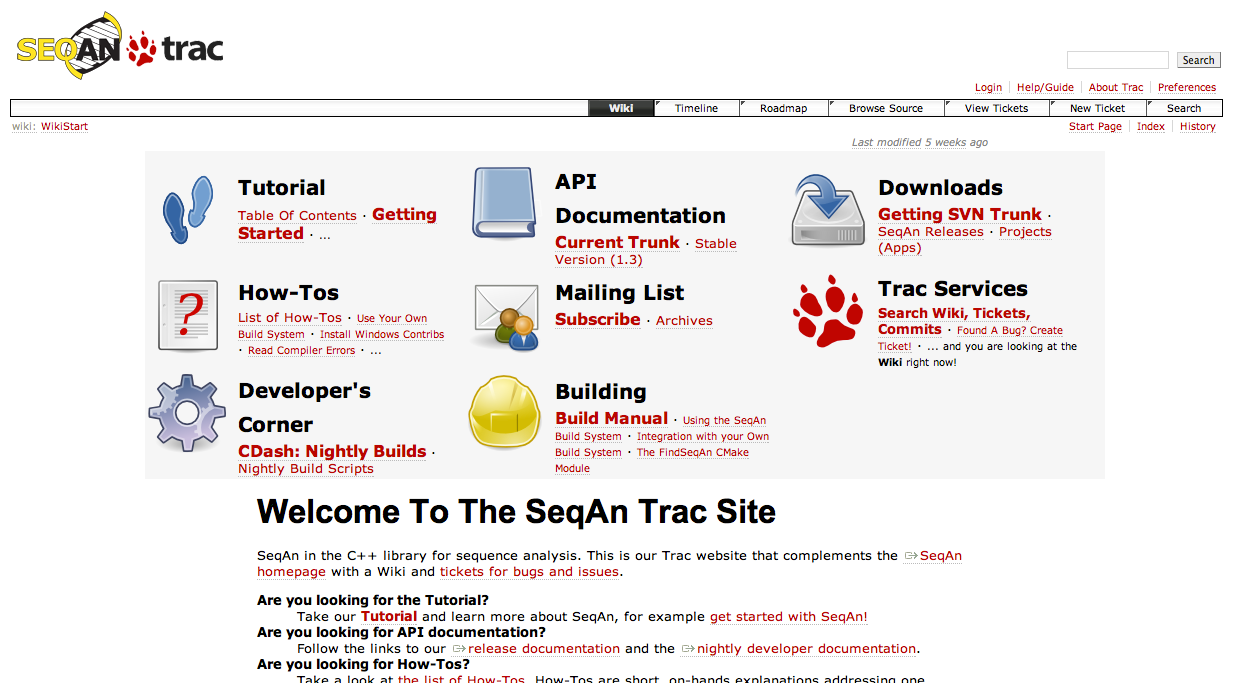 SEQAN trac
Search
Login Help/Guide About Trac Preferences
Wiki Timeline Roadmap Browse Source View Tickets New Ticket Search
wiki: WikiStart
Start Page Index History
Last modified 5 weeks ago
Tutorial
Table Of Contents · Getting
Started · ...
API
Documentation
Current Trunk · Stable
Version (1.3)
Downloads
Getting SVN Trunk ·
SeqAn Releases · Projects
(Apps)
?
How-Tos
List of How-Tos · Use Your Own
Build System · Install Windows Contribs
· Read Compiler Errors · ...
Mailing List
Subscribe · Archives
Trac Services
Search Wiki, Tickets,
Commits · Found A Bug? Create
Ticket! · ... and you are looking at the
Wiki right now!
Developer's
Corner
CDash: Nightly Builds ·
Nightly Build Scripts
Building
Build Manual · Using the SeqAn
Build System · Integration with your Own
Build System · The FindSeqAn CMake
Module
Welcome To The SeqAn Trac Site
SeqAn in the C++ library for sequence analysis. This is our Trac website that complements the SeqAn
homepage with a Wiki and tickets for bugs and issues.
Are you looking for the Tutorial?
Take our Tutorial and learn more about SeqAn, for example get started with SeqAn!
Are you looking for API documentation?
Follow the links to our release documentation and the nightly developer documentation.
Are you looking for How-Tos?
Take a look at the list of How-Tos. How-Tos are short, on-hands explanations addressing one